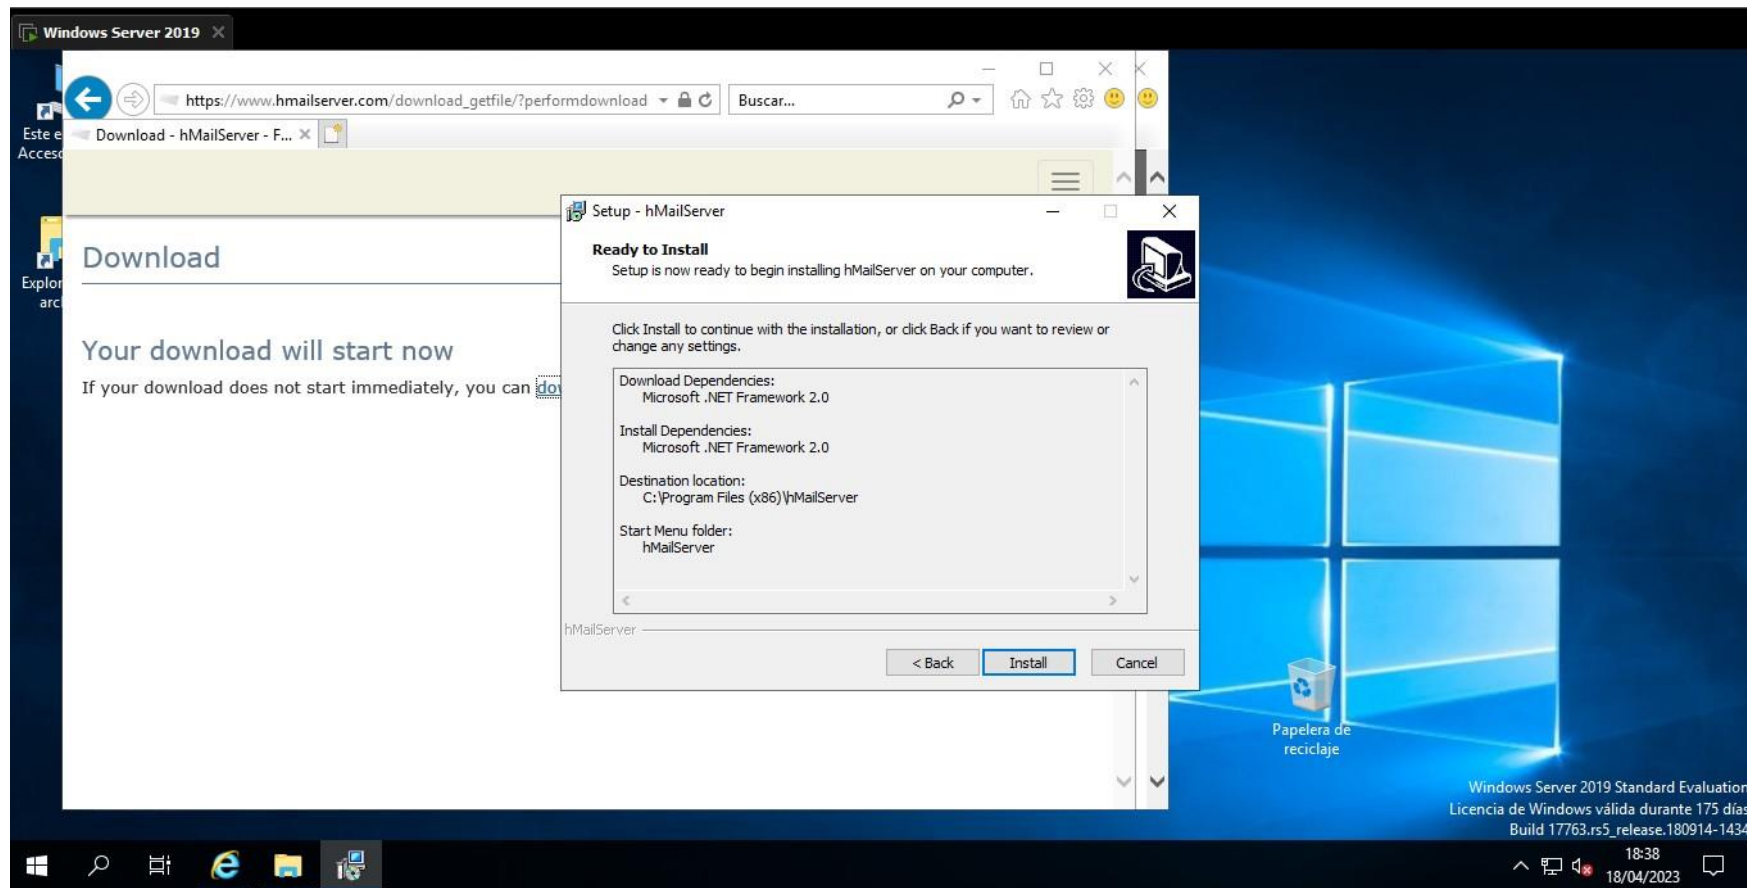 Windows Server 2019
https://www.hmailserver.com/download_getfile/?performdownload
Buscar...
Download - hMailServer - F...
Este e
Acceso
Explor
arc
Download
Your download will start now
If your download does not start immediately, you can
Setup - hMailServer
Ready to Install
Setup is now ready to begin installing hMailServer on your computer.
Click Install to continue with the installation, or click Back if you want to review or
change any settings.
Download Dependencies:
Microsoft .NET Framework 2.0
Install Dependencies:
Microsoft .NET Framework 2.0
Destination location:
C:\Program Files (x86)\hMailServer
Start Menu folder:
hMailServer
hMailServer
< Back
Install
Cancel
Papelera de
reciclaje
Windows Server 2019 Standard Evaluation
Licencia de Windows válida durante 175 días
Build 17763.rs5_release.180914-1434
18:38
18/04/2023